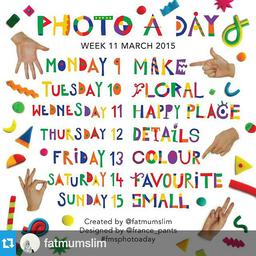 PHOTO A DAY
WEEK 11 MARCH 2015
MONDAY 9 MAKE
TUESDAY 10 FLORAL
WEDNESDAY 11 HAPPY PLACE
THURSDAY 12 DETAILS
FRIDAY 13 COLOUR
SATURDAY 14 FAVOURITE
SUNDAY 15 SMALL
Created by @fatmumslim
Designed by @france_pants
#fmsphotoaday
fatmumslim